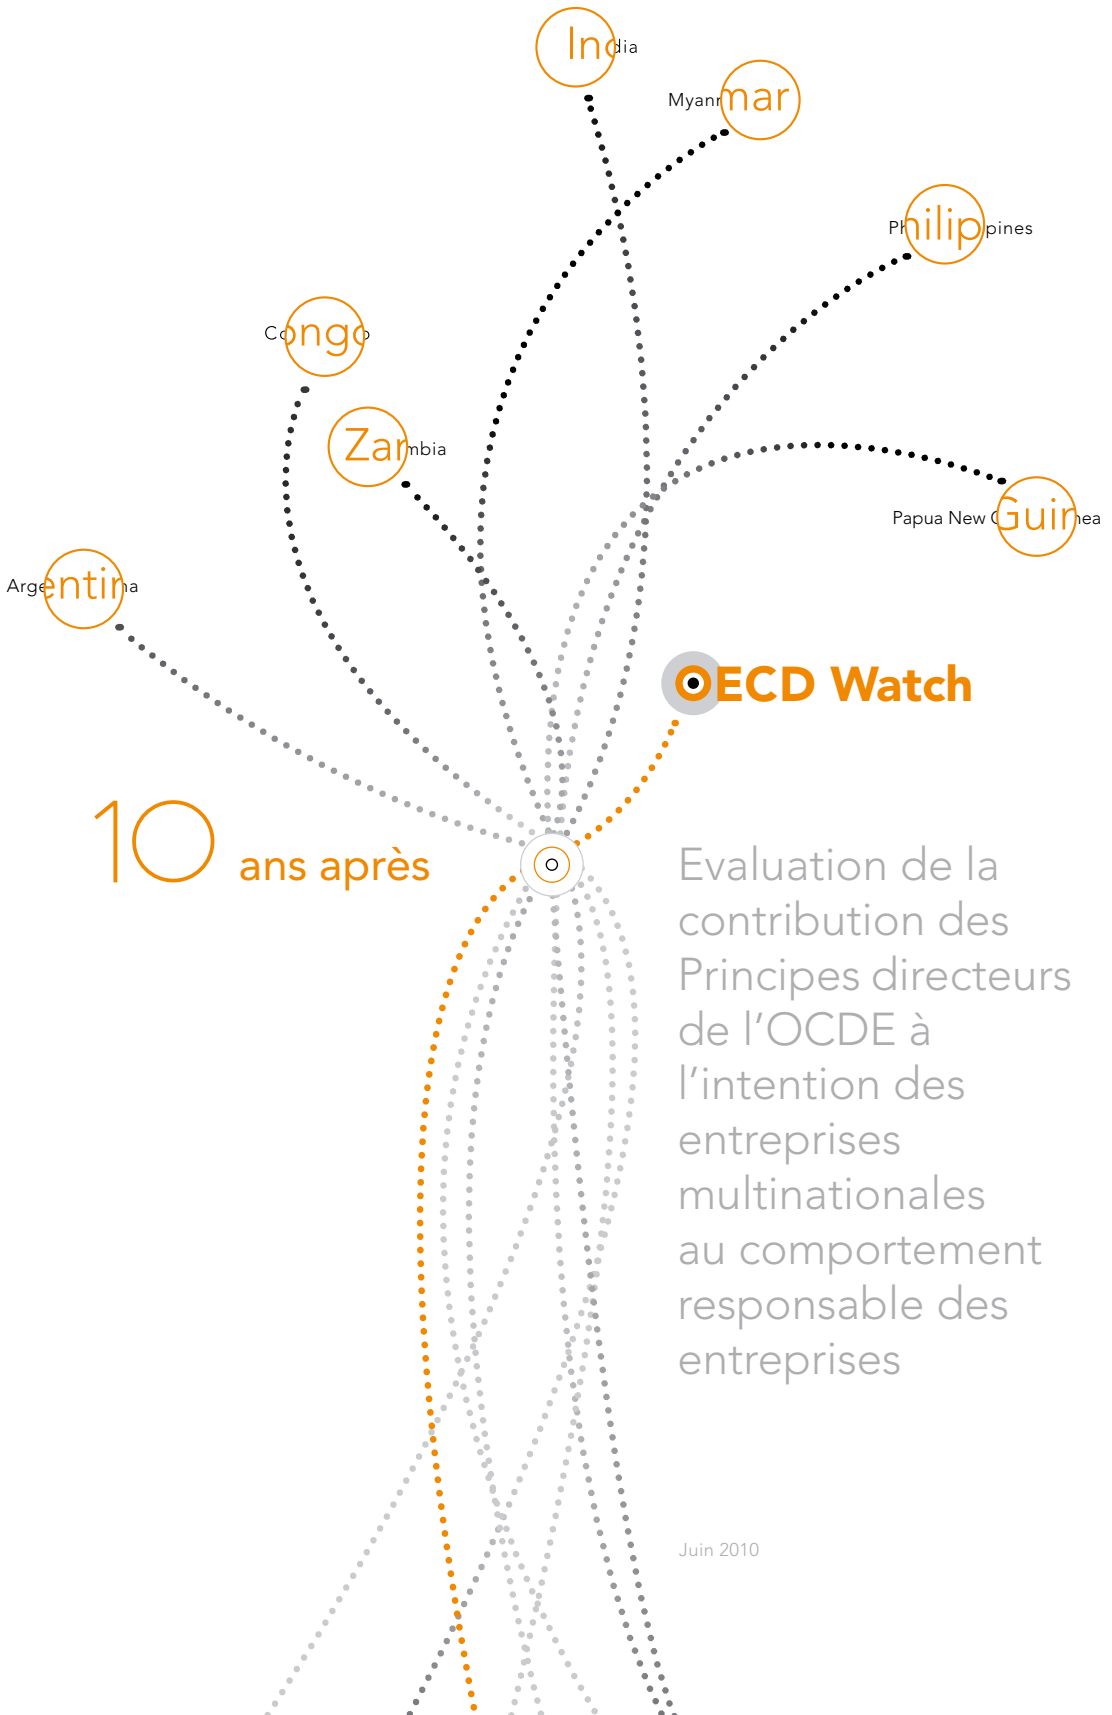 India
Myanmar
Philippines
Congo
Zambia
Papua New Guinea
Argentina
OECD Watch
10 ans après
Evaluation de la
contribution des
Principes directeurs
de l’OCDE à
l’intention des
entreprises
multinationales
au comportement
responsable des
entreprises
Juin 2010